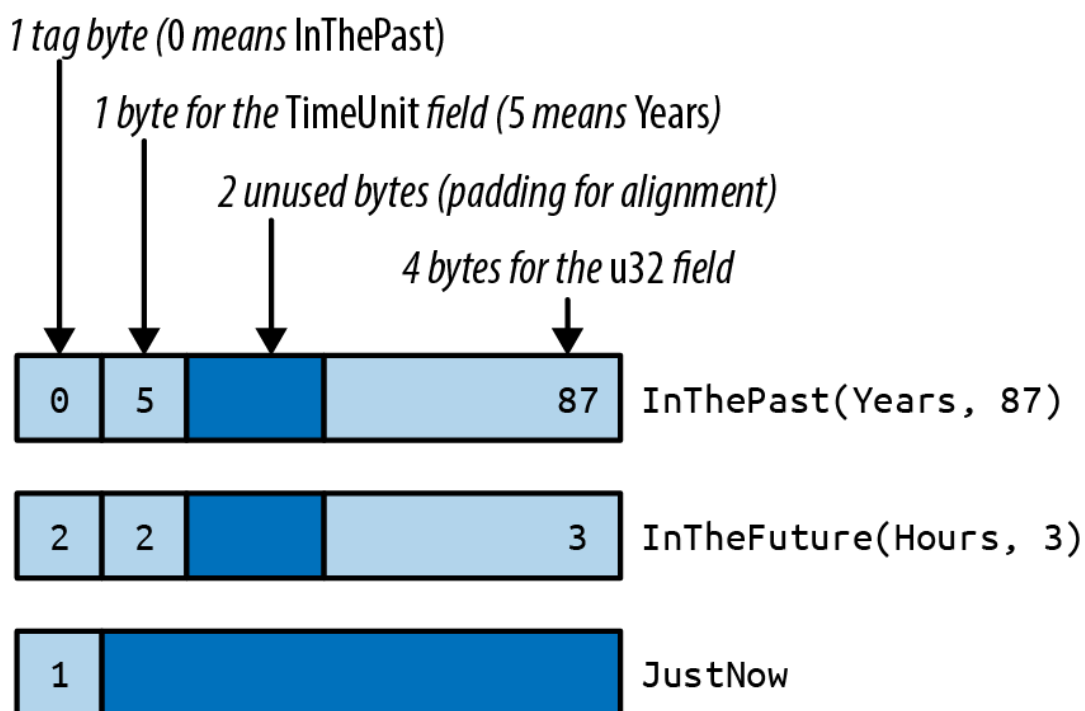 1 tag byte (0 means InThePast)
1 byte for the TimeUnit field (5 means Years)
2 unused bytes (padding for alignment)
4 bytes for the u32 field
0 5 87 InThePast(Years, 87)
2 2 3 InTheFuture(Hours, 3)
1 JustNow